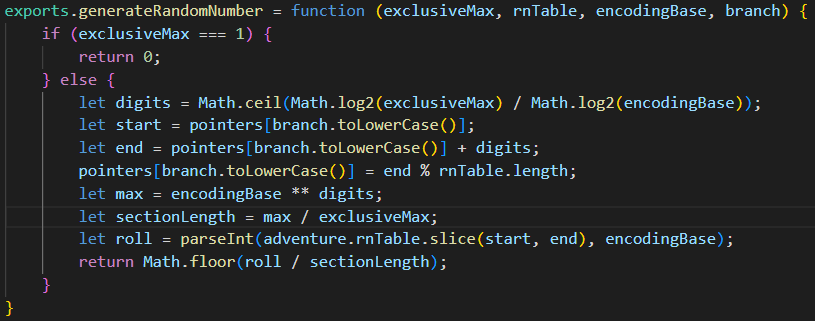 exports.generateRandomNumber = function (exclusiveMax, rnTable, encodingBase, branch) {
    if (exclusiveMax === 1) {
        return 0;
    } else {
        let digits = Math.ceil(Math.log2(exclusiveMax) / Math.log2(encodingBase));
        let start = pointers[branch.toLowerCase()];
        let end = pointers[branch.toLowerCase()] + digits;
        pointers[branch.toLowerCase()] = end % rnTable.length;
        let max = encodingBase ** digits;
        let sectionLength = max / exclusiveMax;
        let roll = parseInt(adventure.rnTable.slice(start, end), encodingBase);
        return Math.floor(roll / sectionLength);
    }
}